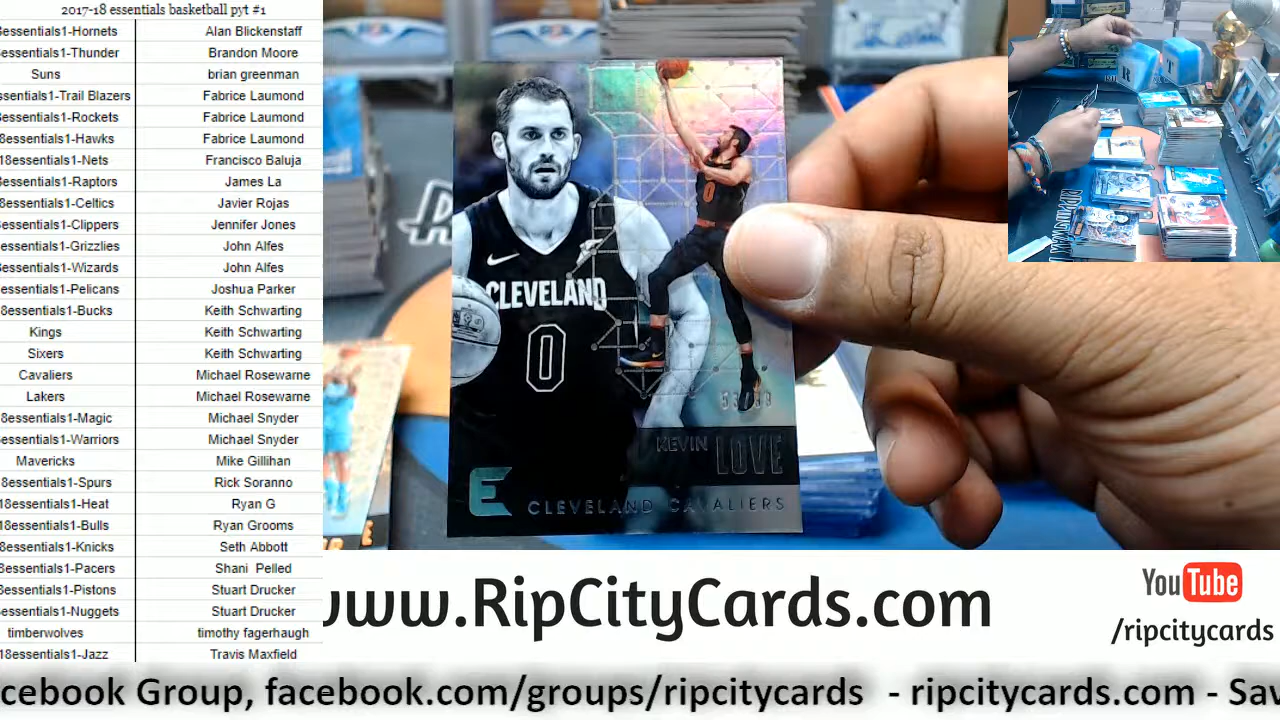 2017-18 essentials basketball pyt #1
8essentials1-Hornets Alan Blickenstaff
essentials1-Thunder Brandon Moore
Suns brian greenman
ssentials1-Trail Blazers Fabrice Laumond
essentials1-Rockets Fabrice Laumond
8essentials1-Hawks Fabrice Laumond
18essentials1-Nets Francisco Baluja
essentials1-Raptors James La
8essentials1-Celtics Javier Rojas
essentials1-Clippers Jennifer Jones
essentials1-Grizzlies John Alfes
essentials1-Wizards John Alfes
essentials1-Pelicans Joshua Parker
8essentials1-Bucks Keith Schwarting
Kings Keith Schwarting
Sixers Keith Schwarting
Cavaliers Michael Rosewarne
Lakers Michael Rosewarne
8essentials1-Magic Michael Snyder
essentials1-Warriors Michael Snyder
Mavericks Mike Gillihan
8essentials1-Spurs Rick Soranno
18essentials1-Heat Ryan G
18essentials1-Bulls Ryan Grooms
8essentials1-Knicks Seth Abbott
8essentials1-Pacers Shani Pelled
8essentials1-Pistons Stuart Drucker
essentials1-Nuggets Stuart Drucker
timberwolves timothy fagerhaugh
18essentials1-Jazz Travis Maxfield
CLEVELAND
0
0
KEVIN LOVE
E CLEVELAND CAVALIERS
www.RipCityCards.com
YouTube
/ripcitycards
cebook Group, facebook.com/groups/ripcitycards - ripcitycards.com - Sav